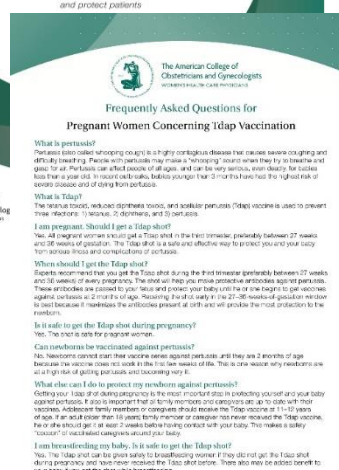 and protect patients
The American College of
Obstetricians and Gynecologists
WOMEN'S HEALTH CARE PHYSICIANS
Frequently Asked Questions for
Pregnant Women Concerning Tdap Vaccination
What is pertussis?
Pertussis (also called whooping cough) is a highly contagious disease that causes severe coughing and
difficulty breathing. People with pertussis may make a "whooping" sound when they try to breathe and
gasp for air. Pertussis can affect people of all ages, and can be very serious, even deadly, for babies
less than a year old. In recent outbreaks, babies younger than 3 months have had the highest risk of
severe disease and of dying from pertussis.
What is Tdap?
The tetanus toxoid, reduced diphtheria toxoid, and acellular pertussis (Tdap) vaccine is used to prevent
three infections: 1) tetanus, 2) diphtheria, and 3) pertussis.
I am pregnant. Should I get a Tdap shot?
Yes. All pregnant women should get a Tdap shot in the third trimester, preferably between 27 weeks
and 36 weeks of gestation. The Tdap shot is a safe and effective way to protect you and your baby
from serious illness and complications of pertussis.
When should I get the Tdap shot?
Experts recommend that you get the Tdap shot during the third trimester (preferably between 27 weeks
and 36 weeks) of every pregnancy. The shot will help you make protective antibodies against pertussis.
These antibodies are passed to your fetus and protect your baby until he or she begins to get vaccines
against pertussis at 2 months of age. Receiving the shot early in the 27–36-weeks-of-gestation window
is best because it maximizes the antibodies present at birth and will provide the most protection to the
newborn.
Is it safe to get the Tdap shot during pregnancy?
Yes. The shot is safe for pregnant women.
Can newborns be vaccinated against pertussis?
No. Newborns cannot start their vaccine series against pertussis until they are 2 months of age
because the vaccine does not work in the first few weeks of life. This is one reason why newborns are
at a high risk of getting pertussis and becoming very ill.
What else can I do to protect my newborn against pertussis?
Getting your Tdap shot during pregnancy is the most important step in protecting yourself and your baby
against pertussis. It also is important that all family members and caregivers are up to date with their
vaccines. Adolescent family members or caregivers should receive the Tdap vaccine at 11–12 years
of age. If an adult (older than 18 years) family member or caregiver has never received the Tdap vaccine,
he or she should get it at least 2 weeks before having contact with your baby. This makes a safety
"cocoon" of vaccinated caregivers around your baby.
I am breastfeeding my baby. Is it safe to get the Tdap shot?
Yes. The Tdap shot can be given safely to breastfeeding women if they did not get the Tdap shot
during pregnancy and have never received the Tdap shot before. There also may be added benefit to